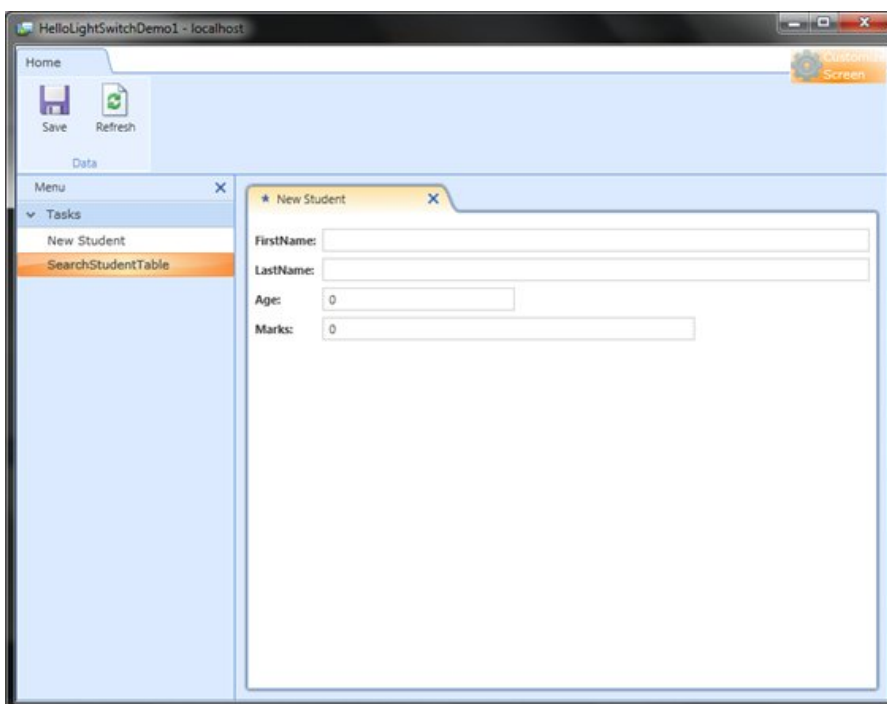 HelloLightSwitchDemo1 - localhost
Home
Screen
Save
Refresh
Data
Menu
Tasks
New Student
SearchStudentTable
New Student
FirstName:
LastName:
Age:
0
Marks:
0